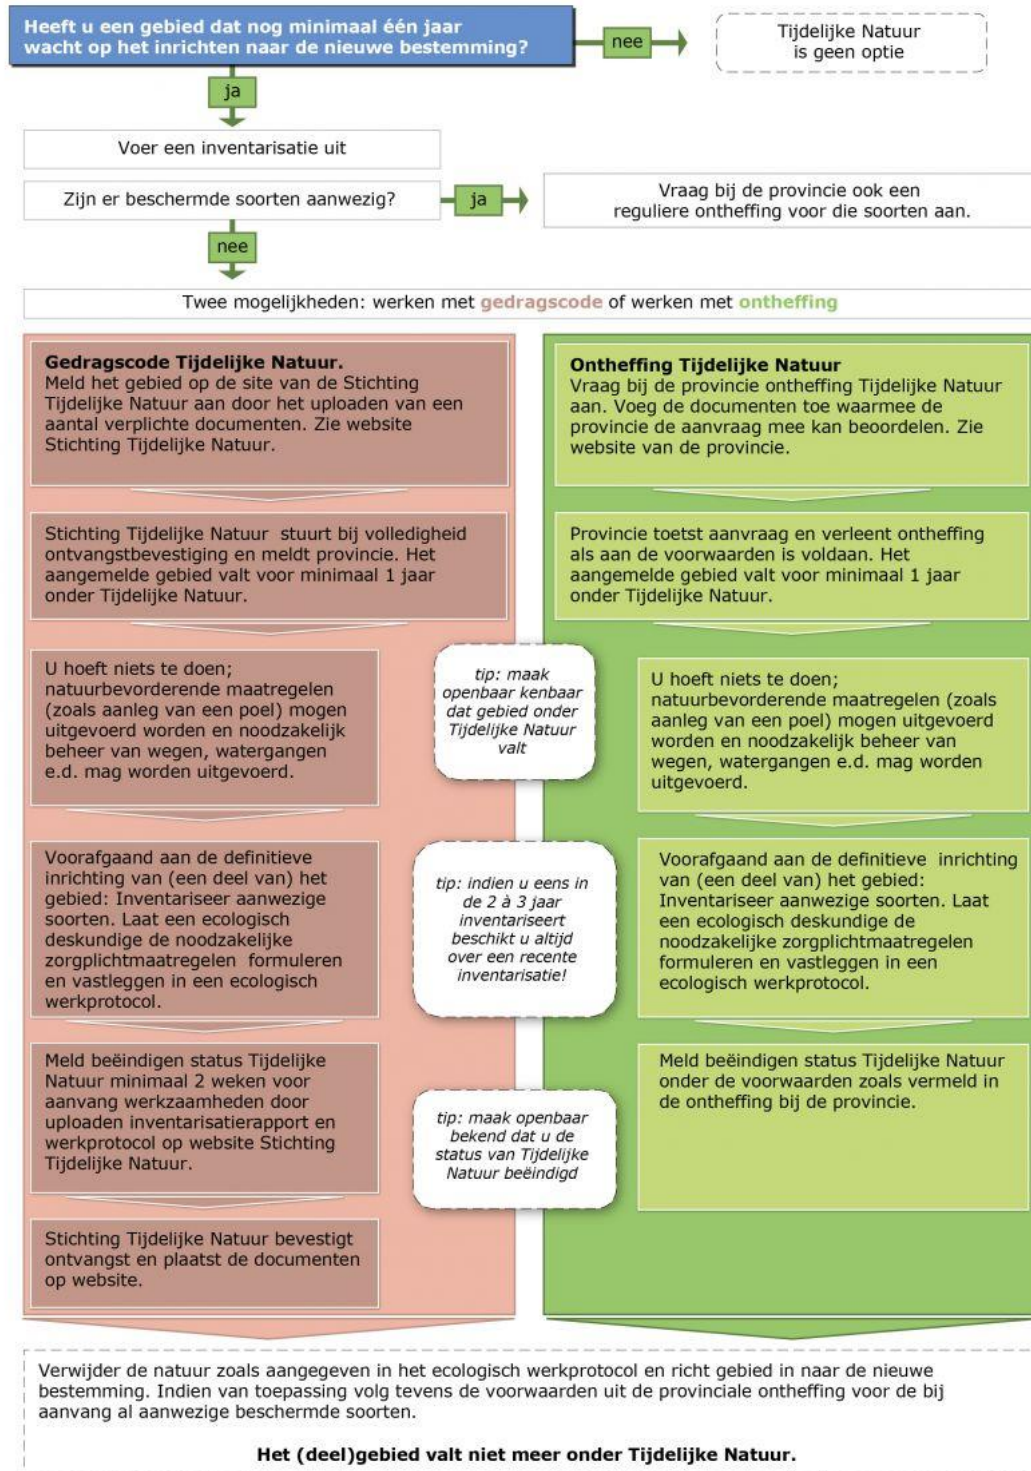 Heeft u een gebied dat nog minimaal één jaar
wacht op het inrichten naar de nieuwe bestemming?
nee
Tijdelijke Natuur
is geen optie
ja
Voer een inventarisatie uit
Zijn er beschermde soorten aanwezig?
ja
Vraag bij de provincie ook een
reguliere ontheffing voor die soorten aan.
nee
Twee mogelijkheden: werken met gedragscode of werken met ontheffing
Gedragscode Tijdelijke Natuur.
Meld het gebied op de site van de Stichting
Tijdelijke Natuur aan door het uploaden van een
aantal verplichte documenten. Zie website
Stichting Tijdelijke Natuur.
Stichting Tijdelijke Natuur stuurt bij volledigheid
ontvangstbevestiging en meldt provincie. Het
aangemelde gebied valt voor minimaal 1 jaar
onder Tijdelijke Natuur.
U hoeft niets te doen;
natuurbevorderende maatregelen
(zoals aanleg van een poel) mogen
uitgevoerd worden en noodzakelijk
beheer van wegen, watergangen
e.d. mag worden uitgevoerd.
Voorafgaand aan de definitieve
inrichting van (een deel van) het
gebied: Inventariseer aanwezige
soorten. Laat een ecologisch
deskundige de noodzakelijke
zorgplichtmaatregelen formuleren
en vastleggen in een ecologisch
werkprotocol.
Meld beëindigen status Tijdelijke
Natuur minimaal 2 weken voor
aanvang werkzaamheden door
uploaden inventarisatierapport en
werkprotocol op website Stichting
Tijdelijke Natuur.
Stichting Tijdelijke Natuur bevestigt
ontvangst en plaatst de documenten
op website.
tip: maak
openbaar kenbaar
dat gebied onder
Tijdelijke Natuur
valt
tip: indien u eens in
de 2 à 3 jaar
inventariseert
beschikt u altijd
over een recente
inventarisatie!
tip: maak openbaar
bekend dat u de
status van Tijdelijke
Natuur beëindigd
Ontheffing Tijdelijke Natuur
Vraag bij de provincie ontheffing Tijdelijke Natuur
aan. Voeg de documenten toe waarmee de
provincie de aanvraag mee kan beoordelen. Zie
website van de provincie.
Provincie toetst aanvraag en verleent ontheffing
als aan de voorwaarden is voldaan. Het
aangemelde gebied valt voor minimaal 1 jaar
onder Tijdelijke Natuur.
U hoeft niets te doen;
natuurbevorderende maatregelen (zoals
aanleg van een poel) mogen uitgevoerd
worden en noodzakelijk beheer van
wegen, watergangen e.d. mag worden
uitgevoerd.
Voorafgaand aan de definitieve inrichting
van (een deel van) het gebied:
Inventariseer aanwezige soorten. Laat
een ecologisch deskundige de
noodzakelijke zorgplichtmaatregelen
formuleren en vastleggen in een
ecologisch werkprotocol.
Meld beëindigen status Tijdelijke Natuur
onder de voorwaarden zoals vermeld in
de ontheffing bij de provincie.
Verwijder de natuur zoals aangegeven in het ecologisch werkprotocol en richt gebied in naar de nieuwe
bestemming. Indien van toepassing volg tevens de voorwaarden uit de provinciale ontheffing voor de bij
aanvang al aanwezige beschermde soorten.
Het (deel)gebied valt niet meer onder Tijdelijke Natuur.